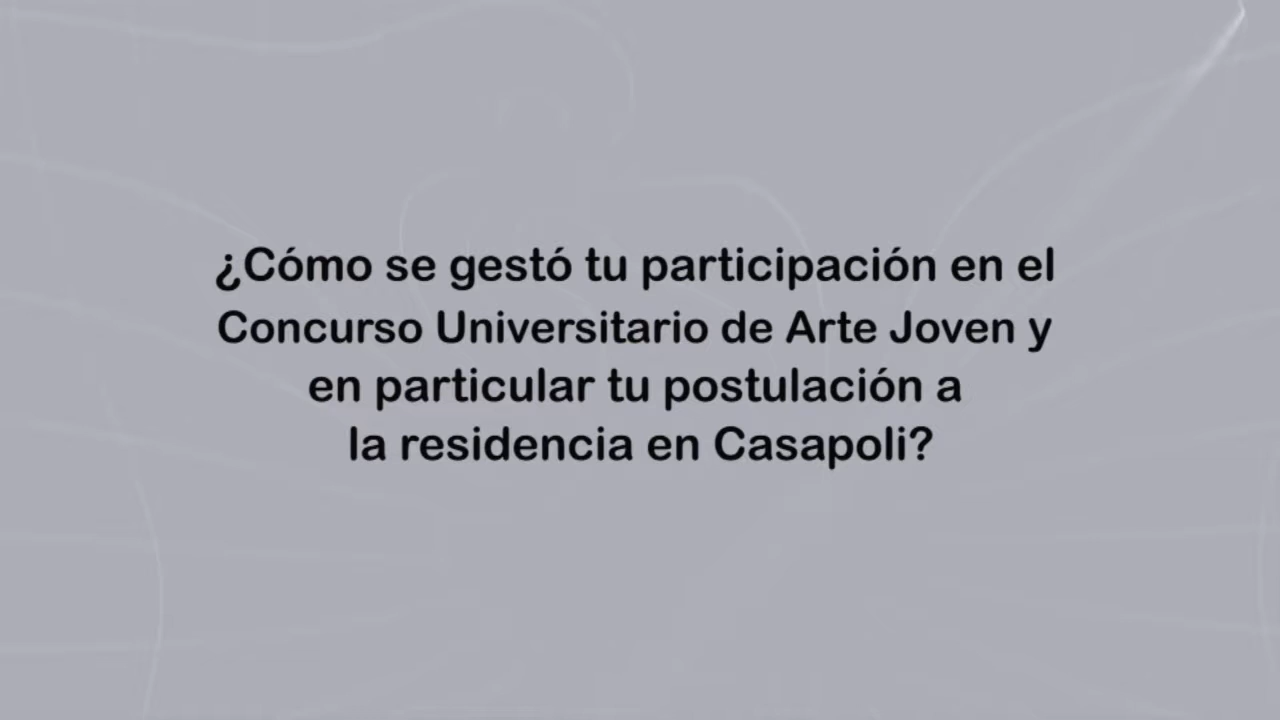 ¿Cómo se gestó tu participación en el
Concurso Universitario de Arte Joven y
en particular tu postulación a
la residencia en Casapoli?